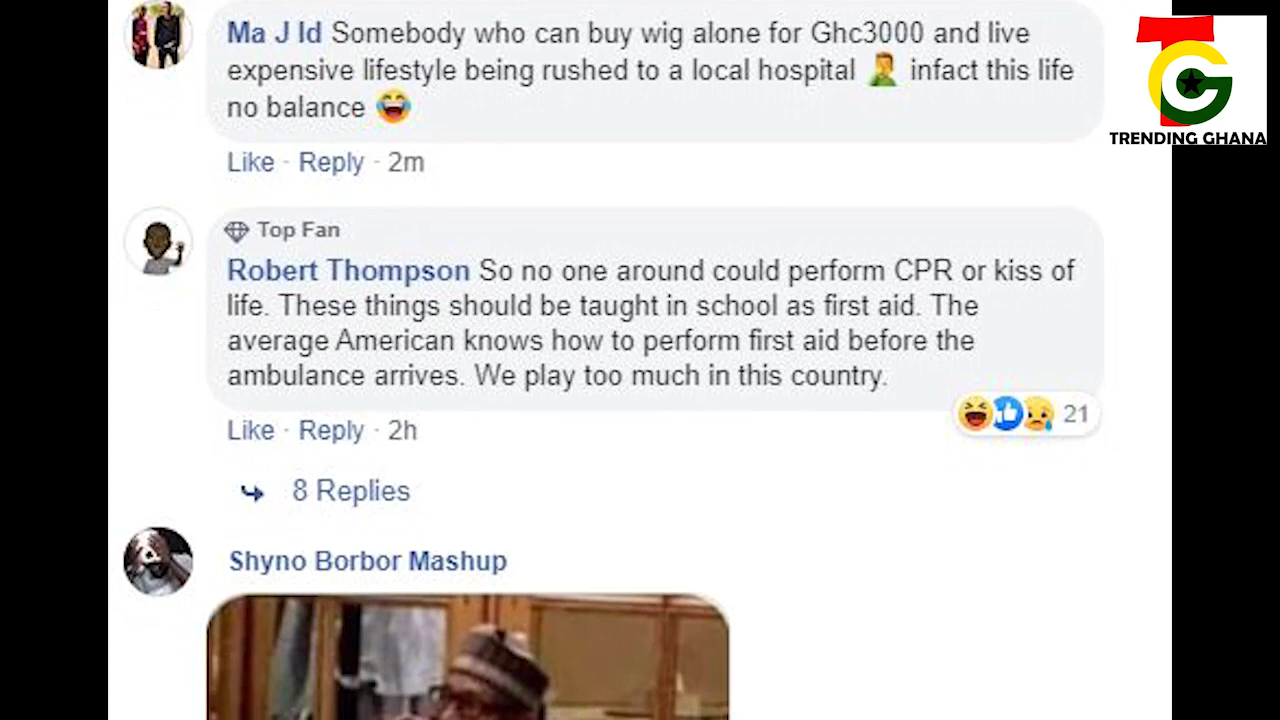 Ma J Id Somebody who can buy wig alone for Ghc3000 and live
expensive lifestyle being rushed to a local hospital 🤦‍♂️ infact this life
no balance 😂
Like · Reply · 2m
Top Fan
Robert Thompson So no one around could perform CPR or kiss of
life. These things should be taught in school as first aid. The
average American knows how to perform first aid before the
ambulance arrives. We play too much in this country.
21
Like · Reply · 2h
8 Replies
Shyno Borbor Mashup
TG
TRENDING GHANA